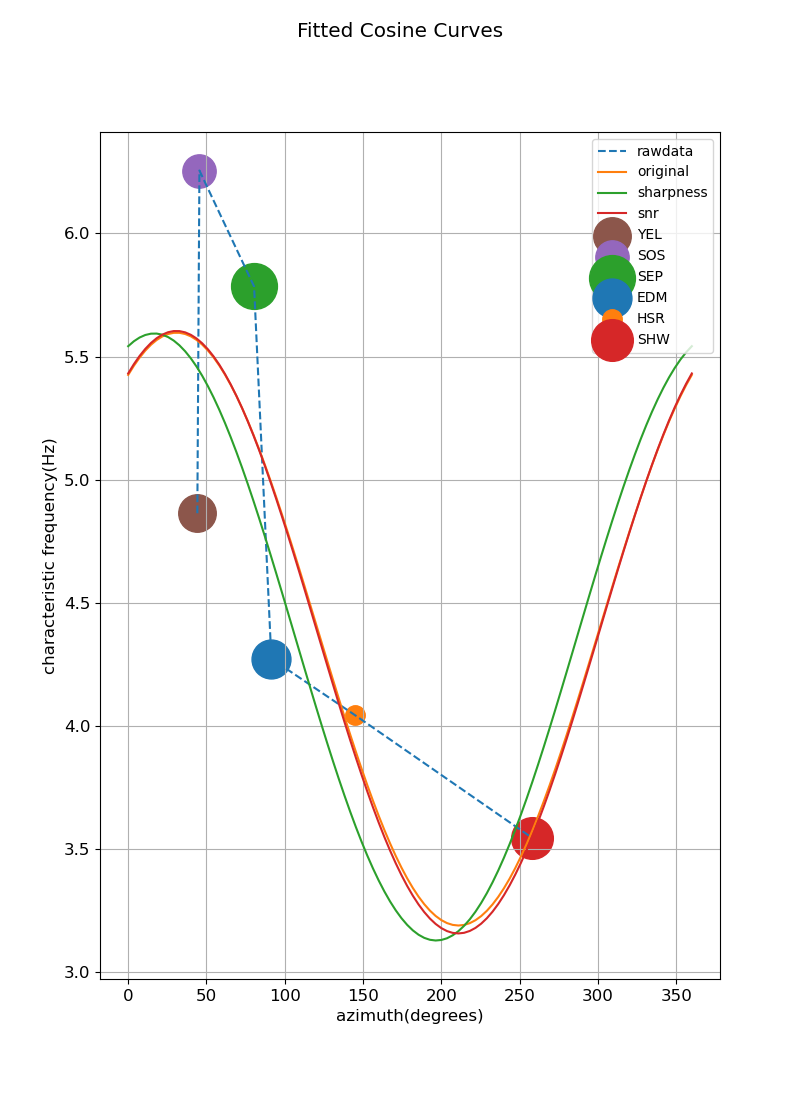 Fitted Cosine Curves
rawdata
original
sharpness
snr
YEL
SOS
SEP
EDM
HSR
SHW
characteristic frequency(Hz)
6.0
5.5
5.0
4.5
4.0
3.5
3.0
0 50 100 150 200 250 300 350
azimuth(degrees)